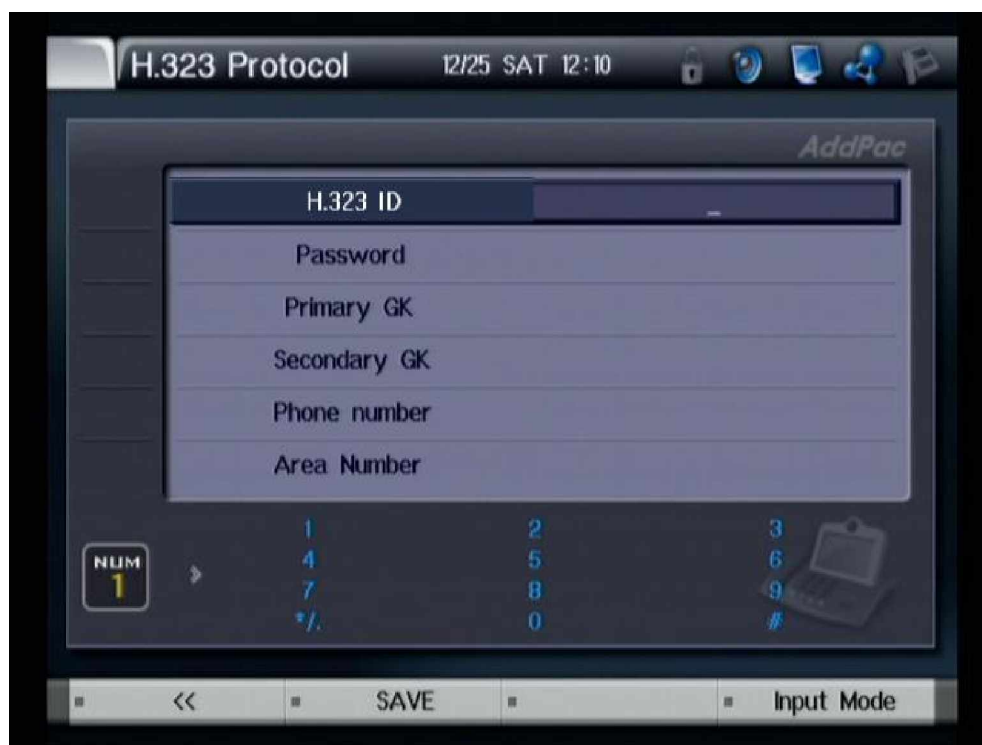 H.323 Protocol 12/25 SAT 12:10
AddPac
H.323 ID _
Password
Primary GK
Secondary GK
Phone number
Area Number
NUM
1
1 2 3
4 5 6
7 8 9
*/. 0 #
<< SAVE Input Mode